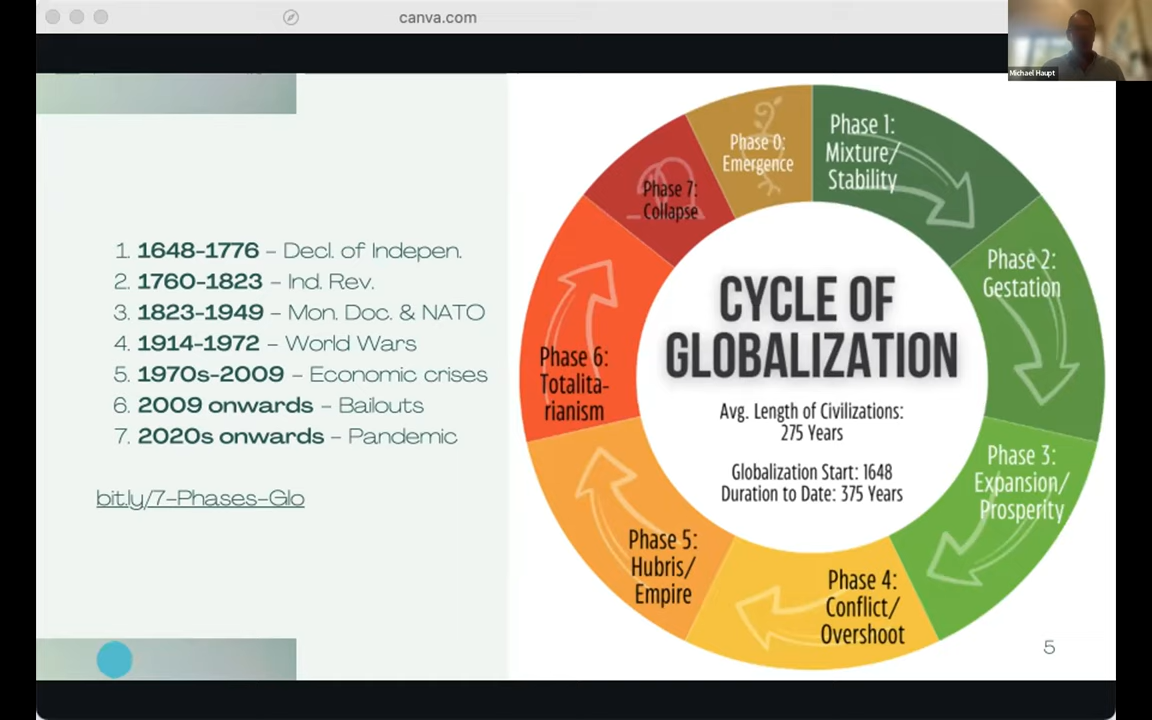 canva.com
Michael Haupt
1. 1648-1776 – Decl. of Indepen.
2. 1760-1823 – Ind. Rev.
3. 1823-1949 – Mon. Doc. & NATO
4. 1914-1972 – World Wars
5. 1970s-2009 – Economic crises
6. 2009 onwards – Bailouts
7. 2020s onwards – Pandemic
bit.ly/7-Phases-Glo
Phase 0:
Emergence
Phase 1:
Mixture/
Stability
Phase 2:
Gestation
Phase 3:
Expansion/
Prosperity
Phase 4:
Conflict/
Overshoot
Phase 5:
Hubris/
Empire
Phase 6:
Totalita-
rianism
Phase 7:
Collapse
CYCLE OF
GLOBALIZATION
Avg. Length of Civilizations:
275 Years
Globalization Start: 1648
Duration to Date: 375 Years
5